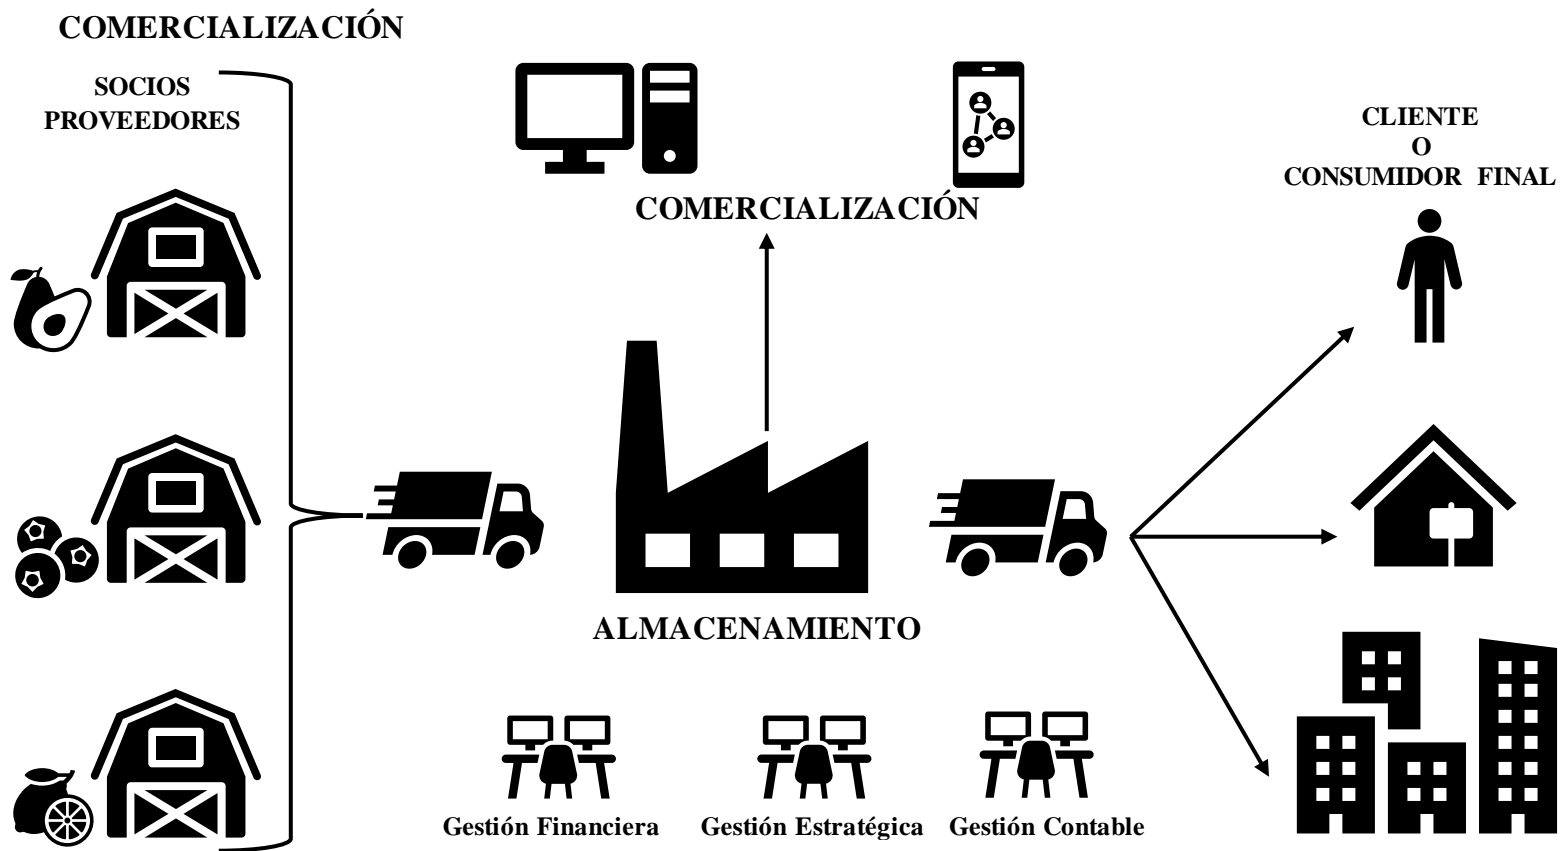 COMERCIALIZACIÓN
SOCIOS
PROVEEDORES
COMERCIALIZACIÓN
CLIENTE
O
CONSUMIDOR FINAL
ALMACENAMIENTO
Gestión Financiera
Gestión Estratégica
Gestión Contable